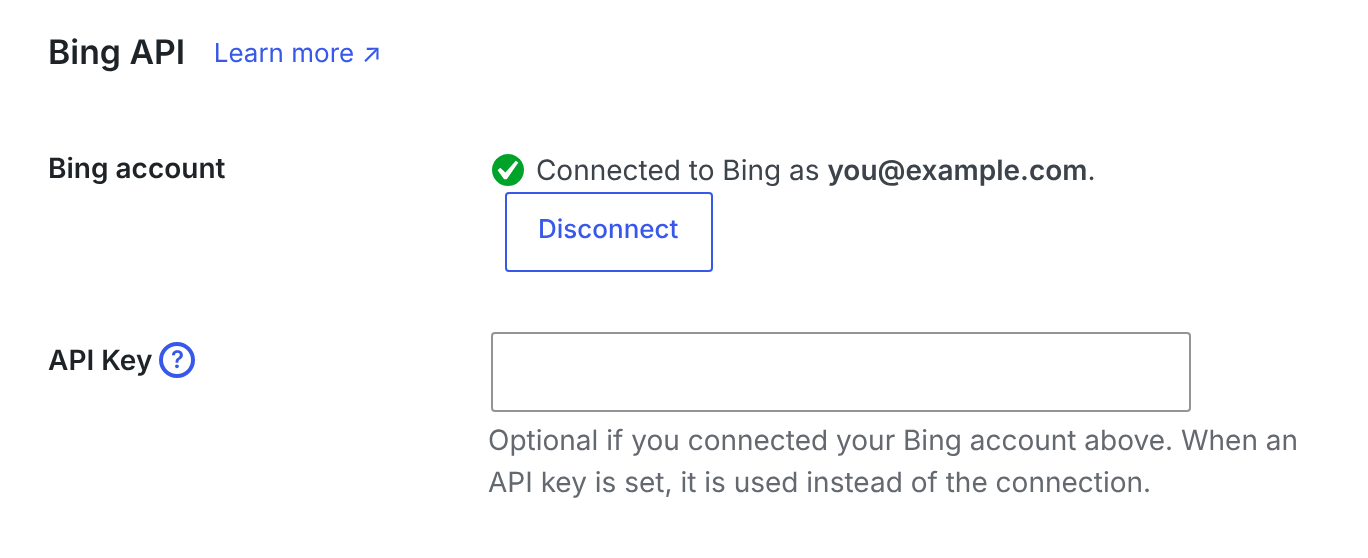 Bing API Learn more ↗
Bing account
Connected to Bing as you@example.com.
Disconnect
API Key ?
Optional if you connected your Bing account above. When an
API key is set, it is used instead of the connection.